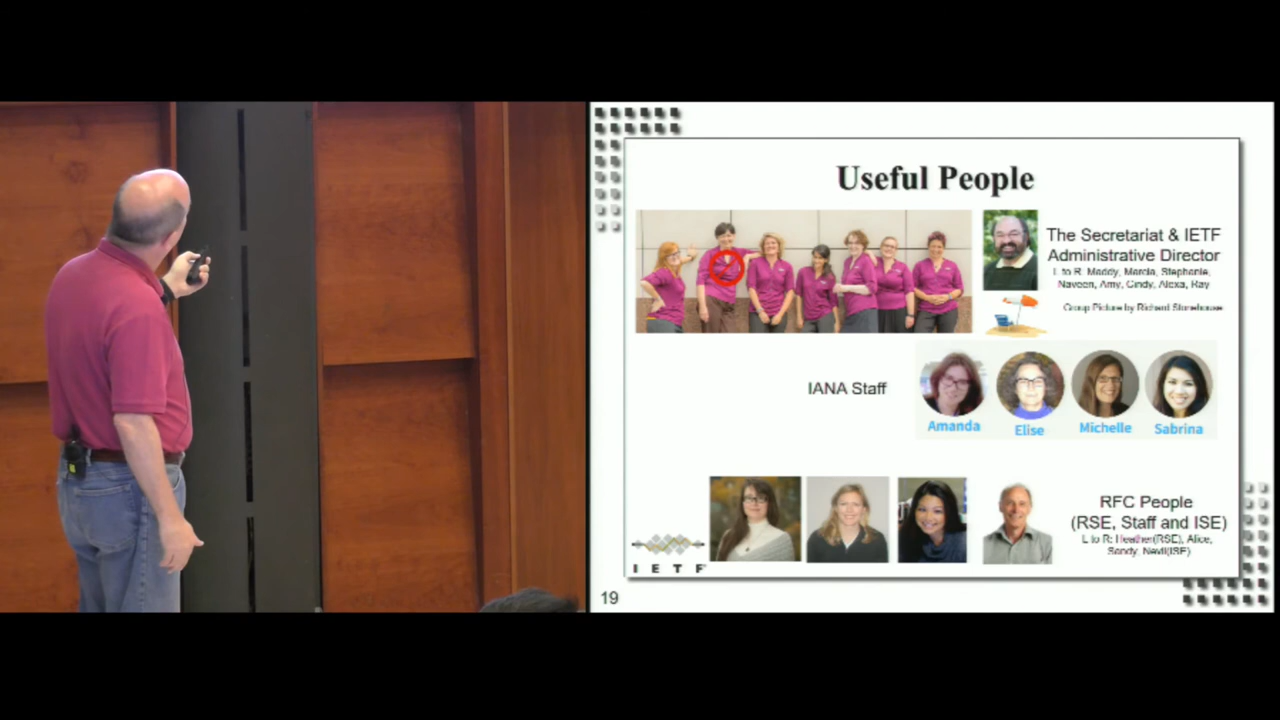 Useful People
The Secretariat & IETF
Administrative Director
L to R: Maddy, Marcia, Stephanie,
Naveen, Amy, Cindy, Alexa, Ray
Group Picture by Richard Stonehouse
IANA Staff
Amanda
Elise
Michelle
Sabrina
RFC People
(RSE, Staff and ISE)
L to R: Heather(RSE), Alice,
Sandy, Nevil(ISE)
IETF
19